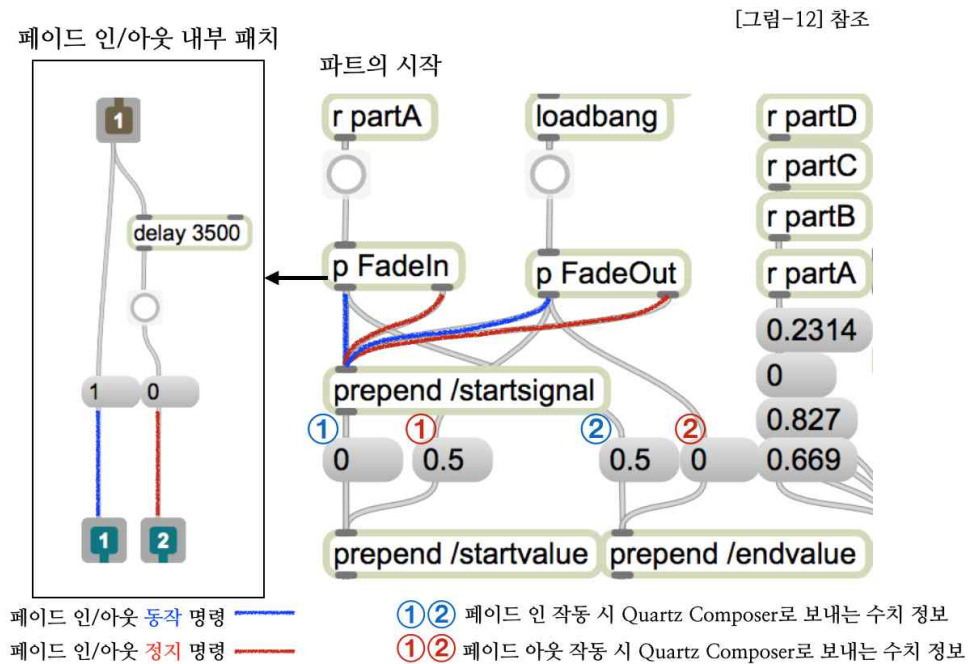 [그림-12] 참조
페이드 인/아웃 내부 패치
파트의 시작
1
delay 3500
1 0
1 2
r partA
loadbang
r partD
r partC
r partB
r partA
p FadeIn
p FadeOut
0.2314
0
0.827
0.669
prepend /startsignal
① ① ② ②
0 0.5 0.5 0
prepend /startvalue
prepend /endvalue
페이드 인/아웃 동작 명령
페이드 인/아웃 정지 명령
①② 페이드 인 작동 시 Quartz Composer로 보내는 수치 정보
①② 페이드 아웃 작동 시 Quartz Composer로 보내는 수치 정보